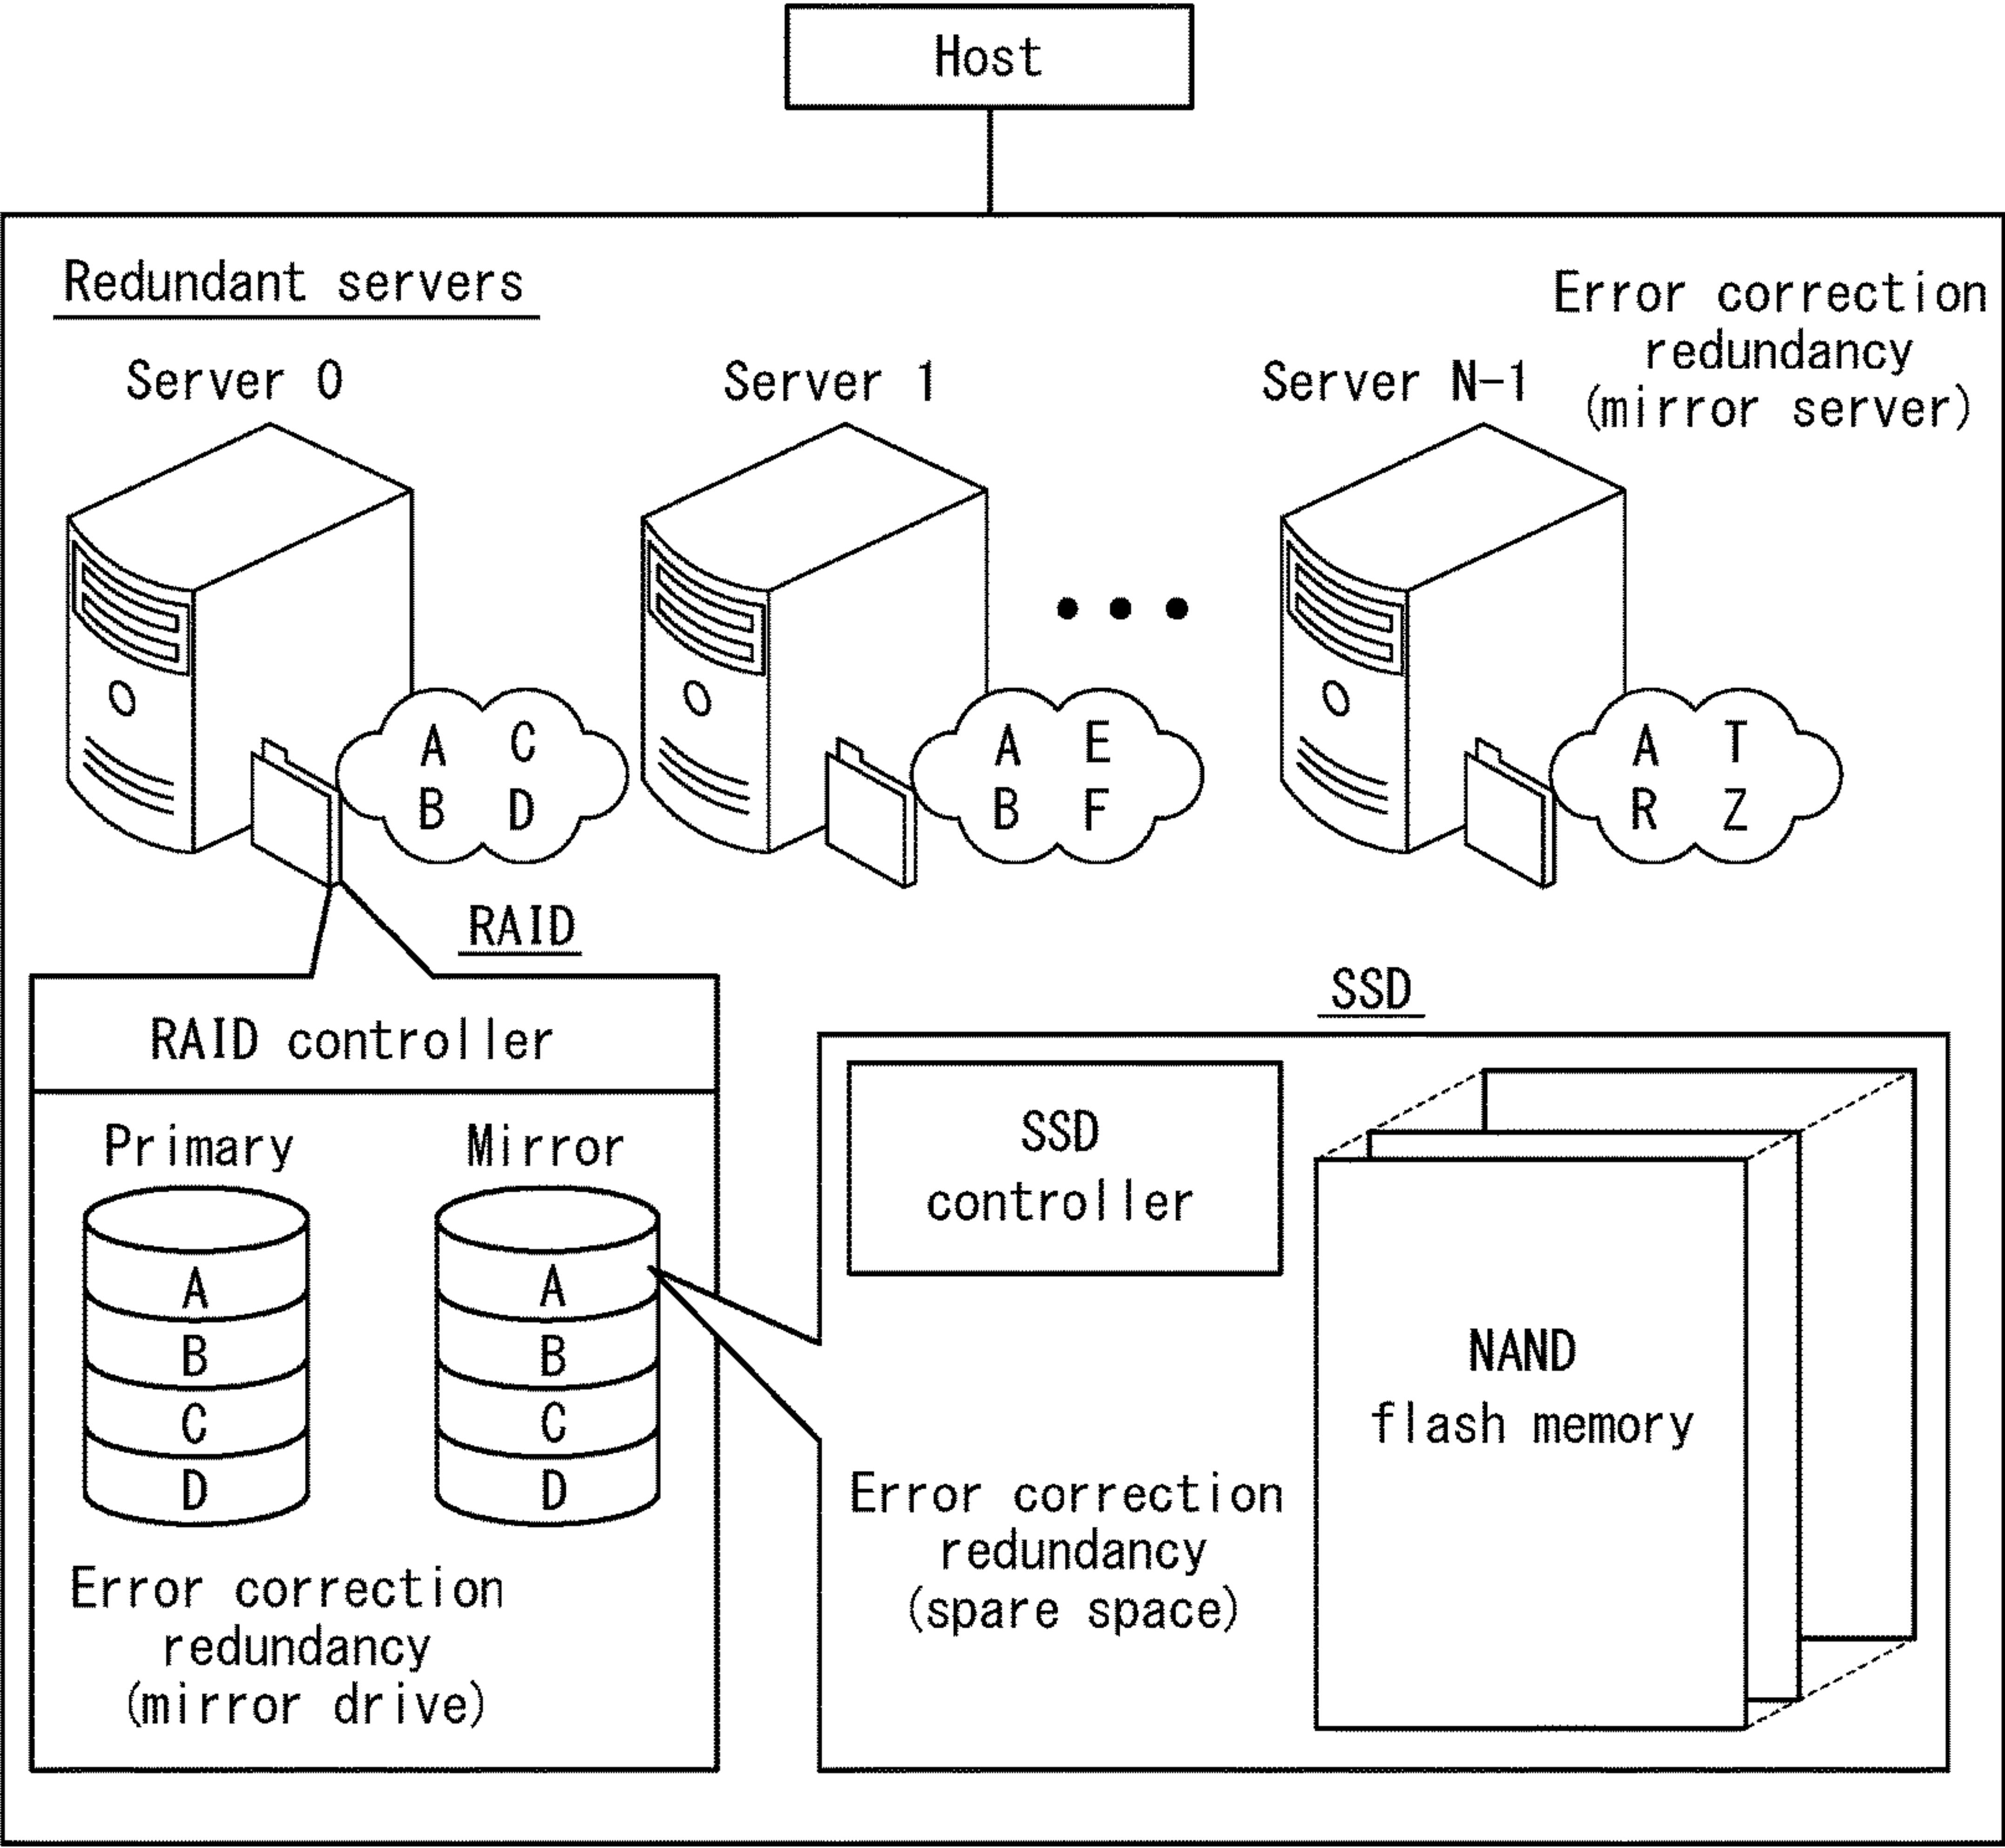 Host
Redundant servers
Error correction
redundancy
(mirror server)
Server 0
Server 1
Server N-1
A C
B D
A E
B F
A T
R Z
RAID
RAID controller
Primary
Mirror
A
B
C
D
A
B
C
D
Error correction
redundancy
(mirror drive)
SSD
SSD
controller
NAND
flash memory
Error correction
redundancy
(spare space)